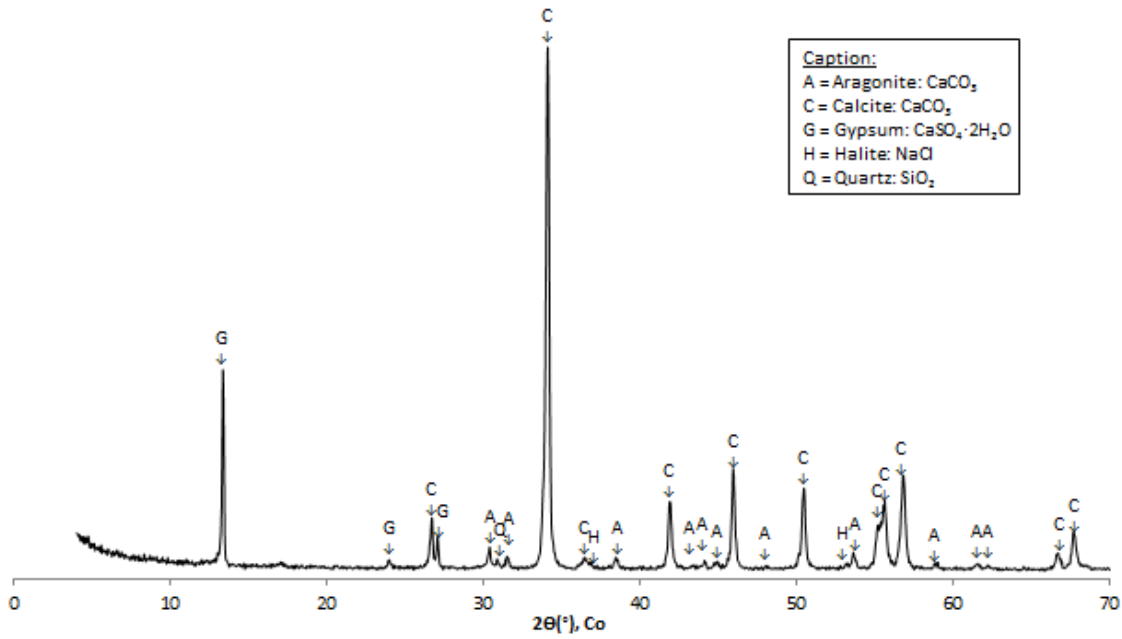 C
Caption:
A = Aragonite: CaCO₃
C = Calcite: CaCO₃
G = Gypsum: CaSO₄·2H₂O
H = Halite: NaCl
Q = Quartz: SiO₂
G
G
C
G
A
Q
A
C
H
A
C
A
A
A
C
A
C
H
A
C
C
C
A
A
A
C
C
0
10
20
30
40
50
60
70
2Θ(°), Co